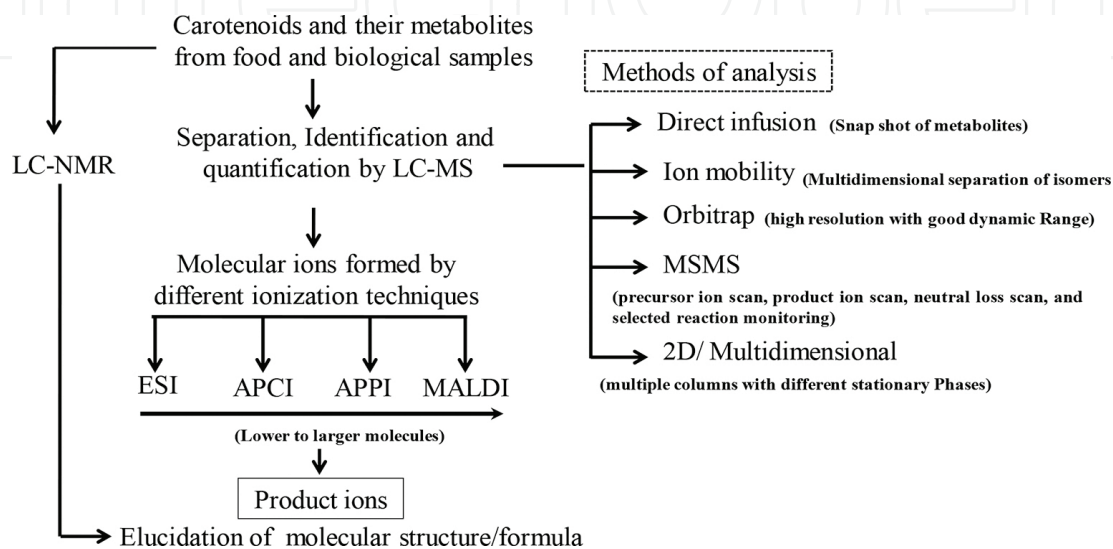 Carotenoids and their metabolites
from food and biological samples
LC-NMR
Separation, Identification and
quantification by LC-MS
Molecular ions formed by
different ionization techniques
ESI
APCI
APPI
MALDI
(Lower to larger molecules)
Product ions
Elucidation of molecular structure/formula
Methods of analysis
Direct infusion (Snap shot of metabolites)
Ion mobility (Multidimensional separation of isomers
Orbitrap (high resolution with good dynamic Range)
MSMS
(precursor ion scan, product ion scan, neutral loss scan, and
selected reaction monitoring)
2D/ Multidimensional
(multiple columns with different stationary Phases)